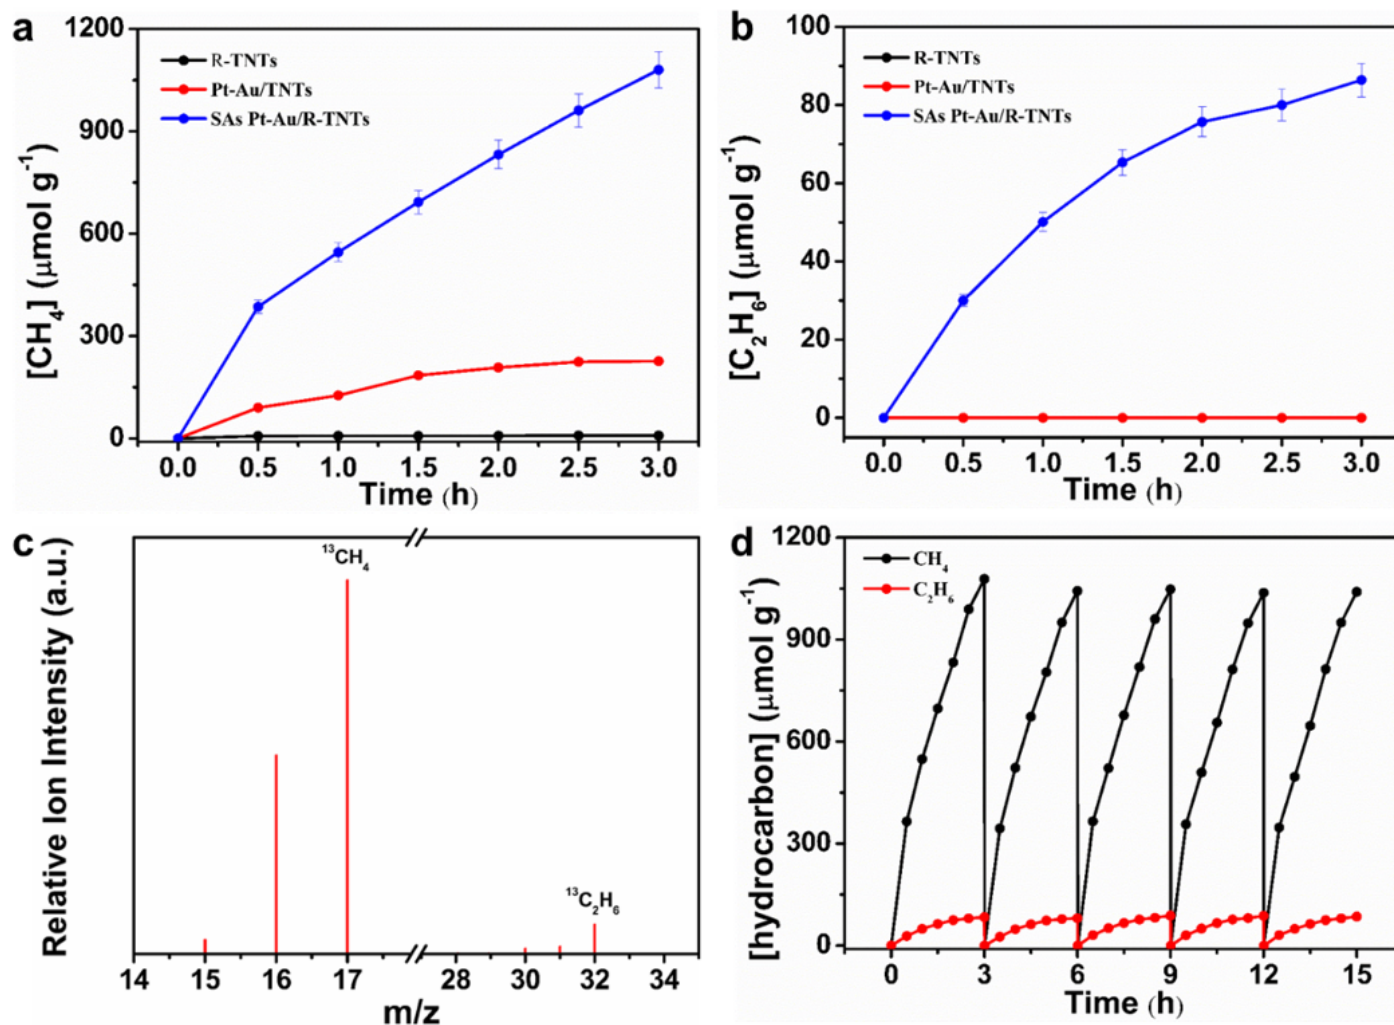 a
1200
900
600
300
0
[CH₄] (μmol g⁻¹)
R-TNTs
Pt-Au/TNTs
SAs Pt-Au/R-TNTs
0.0 0.5 1.0 1.5 2.0 2.5 3.0
Time (h)
b
100
80
60
40
20
0
[C₂H₆] (μmol g⁻¹)
R-TNTs
Pt-Au/TNTs
SAs Pt-Au/R-TNTs
0.0 0.5 1.0 1.5 2.0 2.5 3.0
Time (h)
c
Relative Ion Intensity (a.u.)
¹³CH₄
¹³C₂H₆
14 15 16 17 28 30 32 34
m/z
d
1200
900
600
300
0
[hydrocarbon] (μmol g⁻¹)
CH₄
C₂H₆
0 3 6 9 12 15
Time (h)